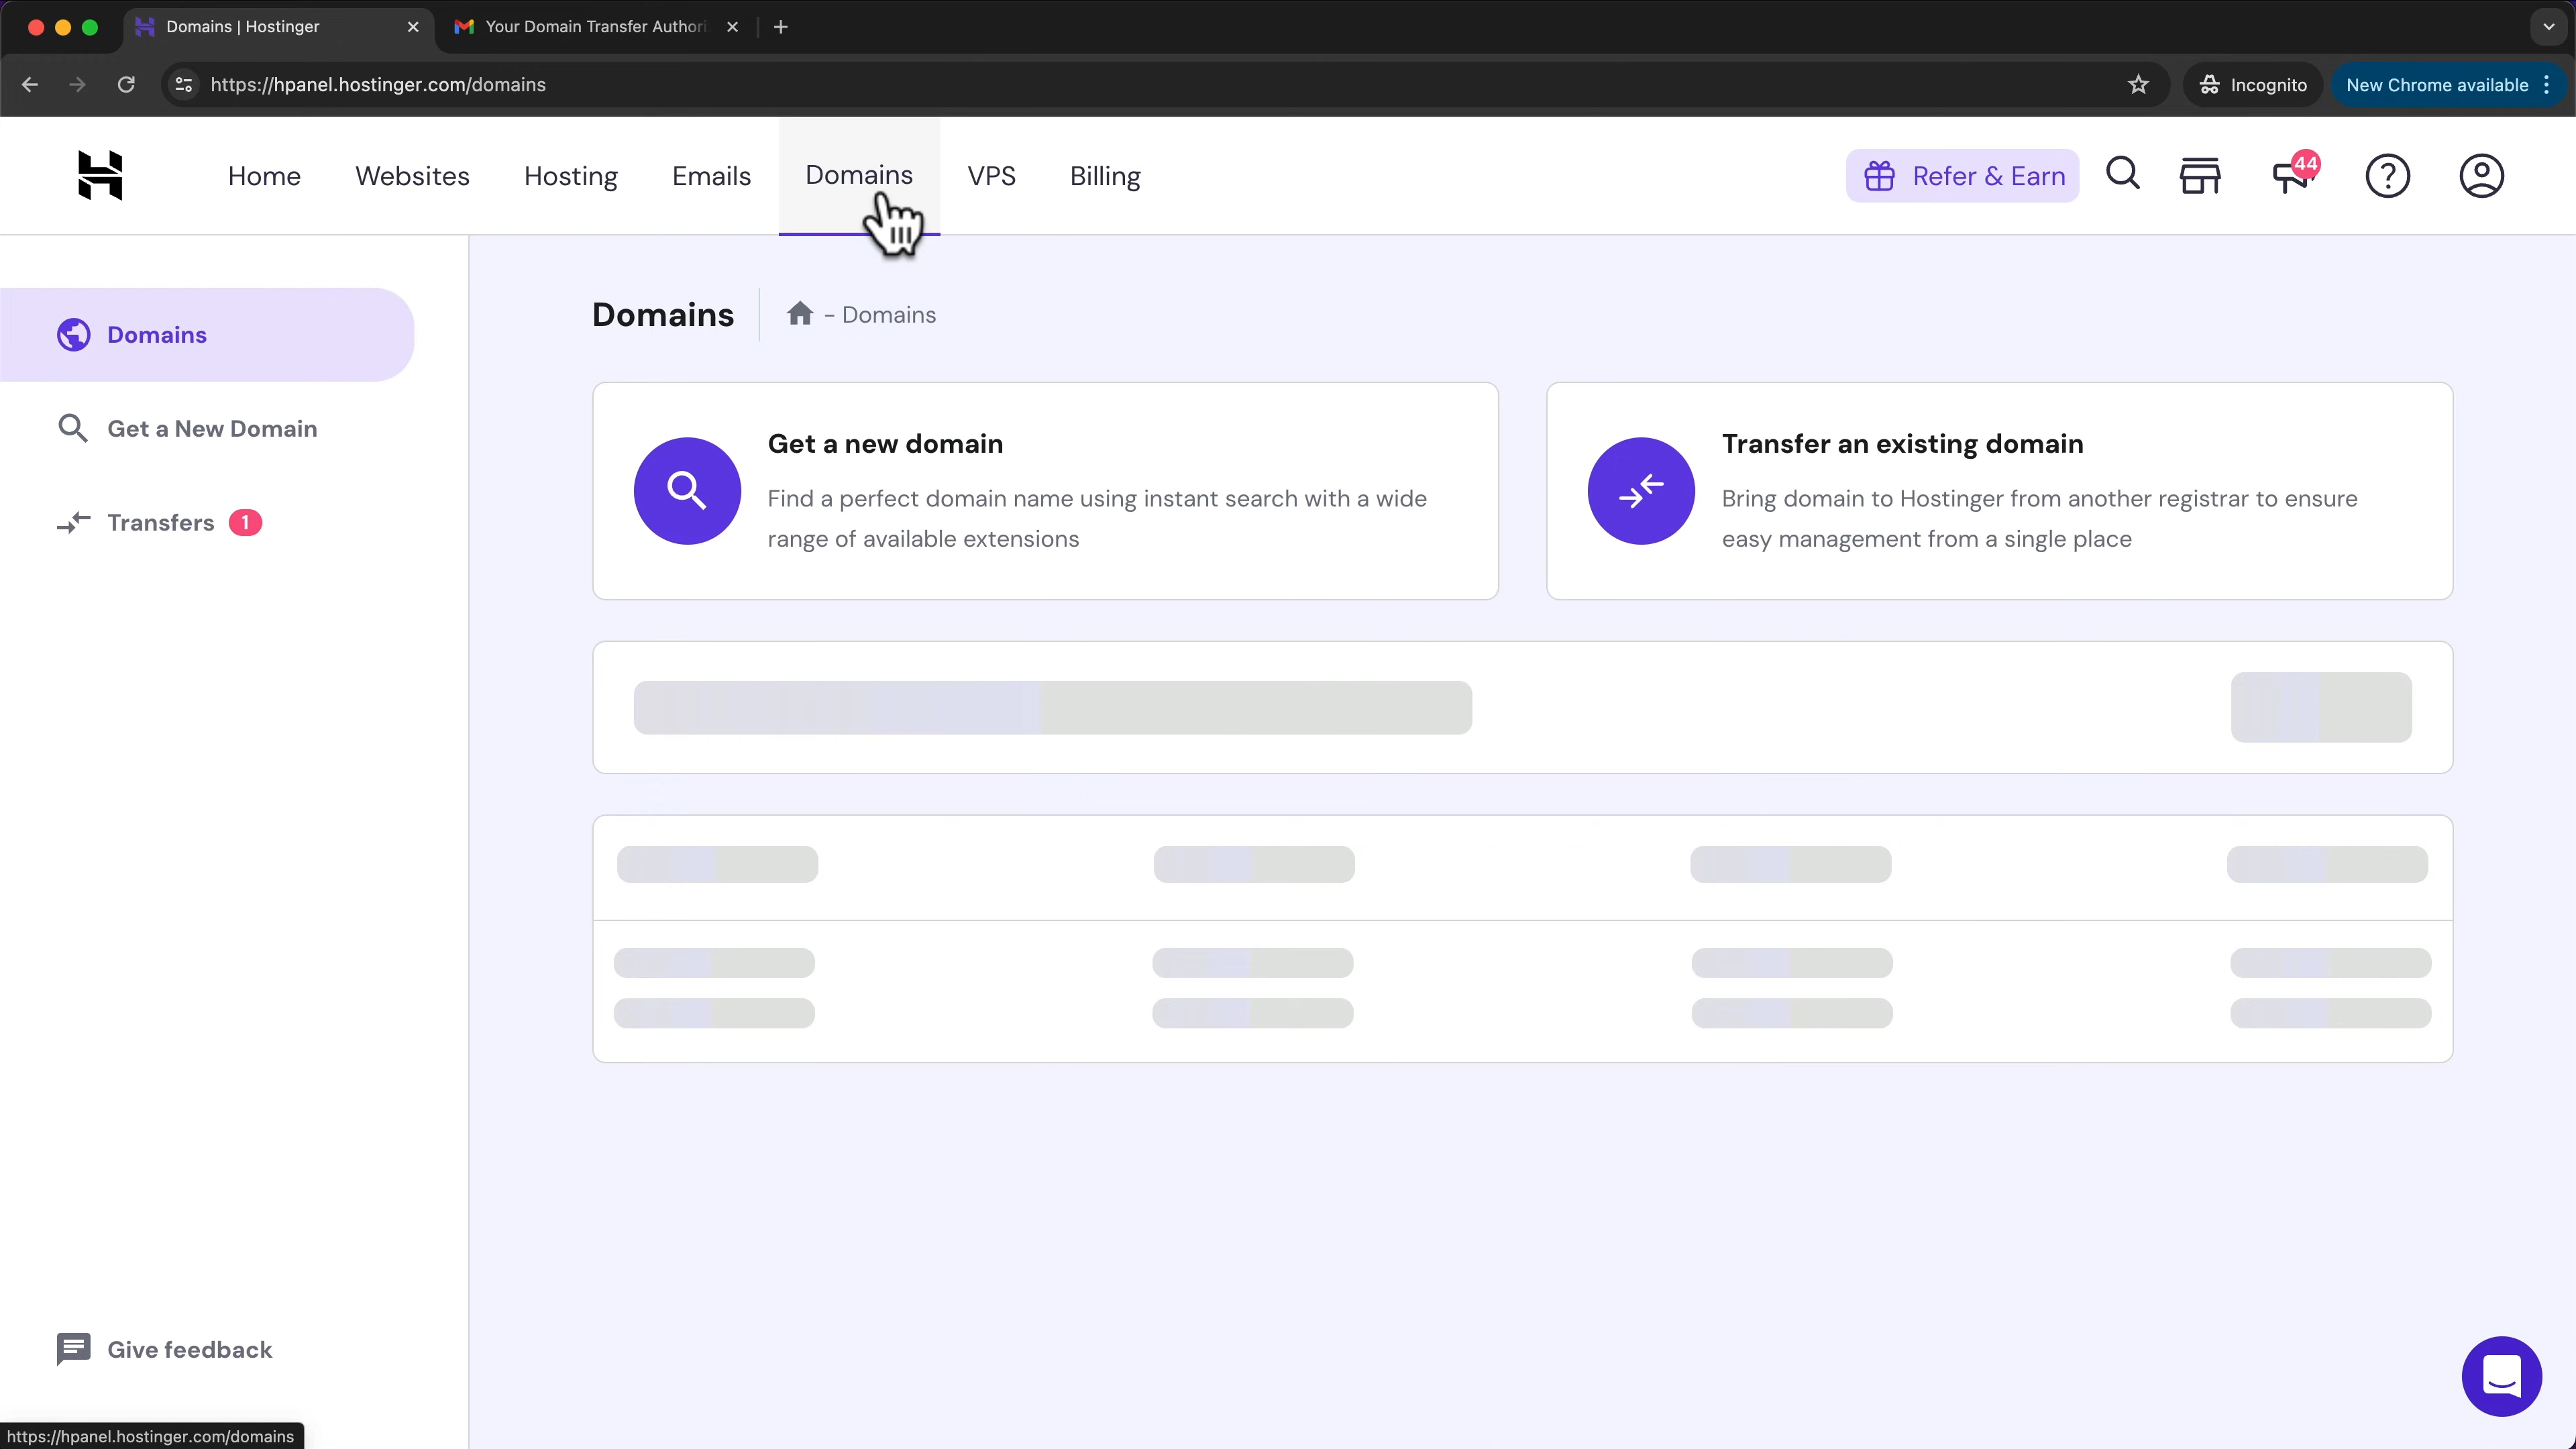 Domains | Hostinger
Your Domain Transfer Authori
https://hpanel.hostinger.com/domains
Incognito
New Chrome available
Home
Websites
Hosting
Emails
Domains
VPS
Billing
Refer & Earn
44
Domains
Get a New Domain
Transfers 1
Domains
- Domains
Get a new domain
Find a perfect domain name using instant search with a wide
range of available extensions
Transfer an existing domain
Bring domain to Hostinger from another registrar to ensure
easy management from a single place
Give feedback
https://hpanel.hostinger.com/domains